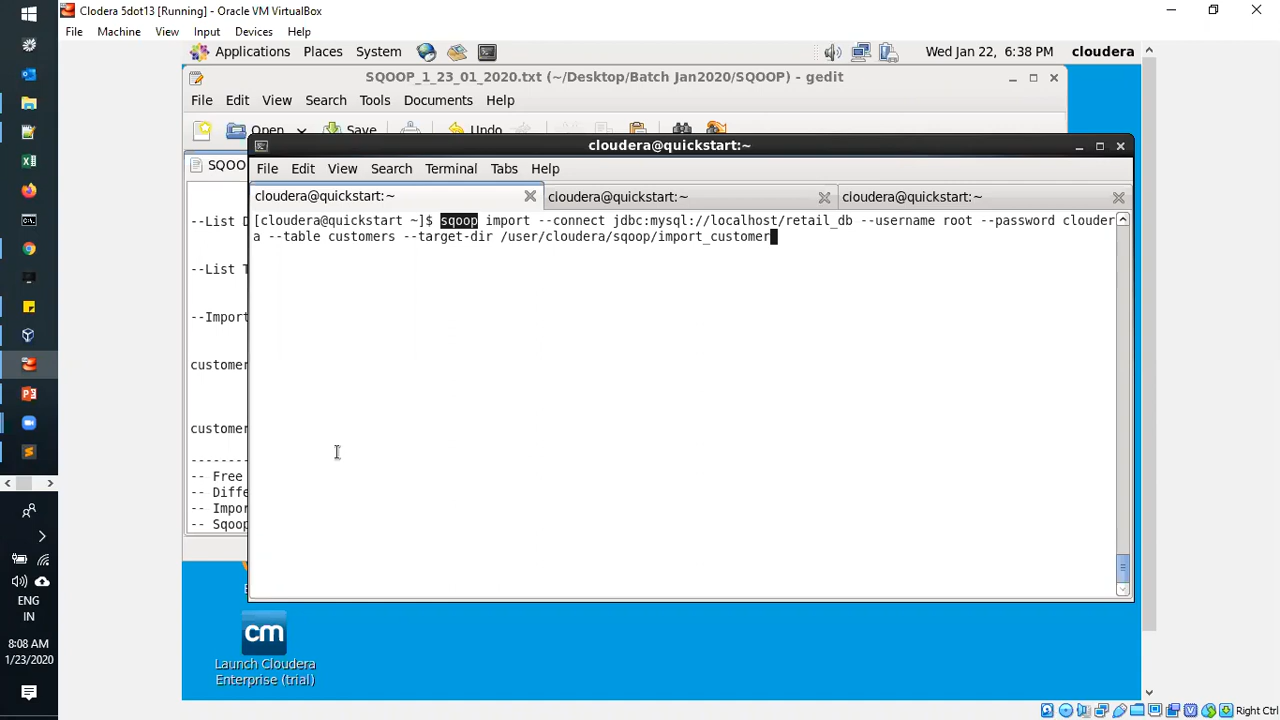 Clodera 5dot13 [Running] - Oracle VM VirtualBox
File Machine View Input Devices Help
Applications Places System Wed Jan 22, 6:38 PM cloudera
SQOOP_1_23_01_2020.txt (~/Desktop/Batch Jan2020/SQOOP) - gedit
File Edit View Search Tools Documents Help
Open Save Undo
cloudera@quickstart:~
SQOO
File Edit View Search Terminal Tabs Help
cloudera@quickstart:~ cloudera@quickstart:~ cloudera@quickstart:~
[cloudera@quickstart ~]$ sqoop import --connect jdbc:mysql://localhost/retail_db --username root --password clouder
a --table customers --target-dir /user/cloudera/sqoop/import_customer
--List D
--List T
--Impor
customer
customer
--------
-- Free
-- Diffe
-- Impor
-- Sqoop
cm
Launch Cloudera
Enterprise (trial)
ENG
IN
8:08 AM
1/23/2020
Right Ctrl